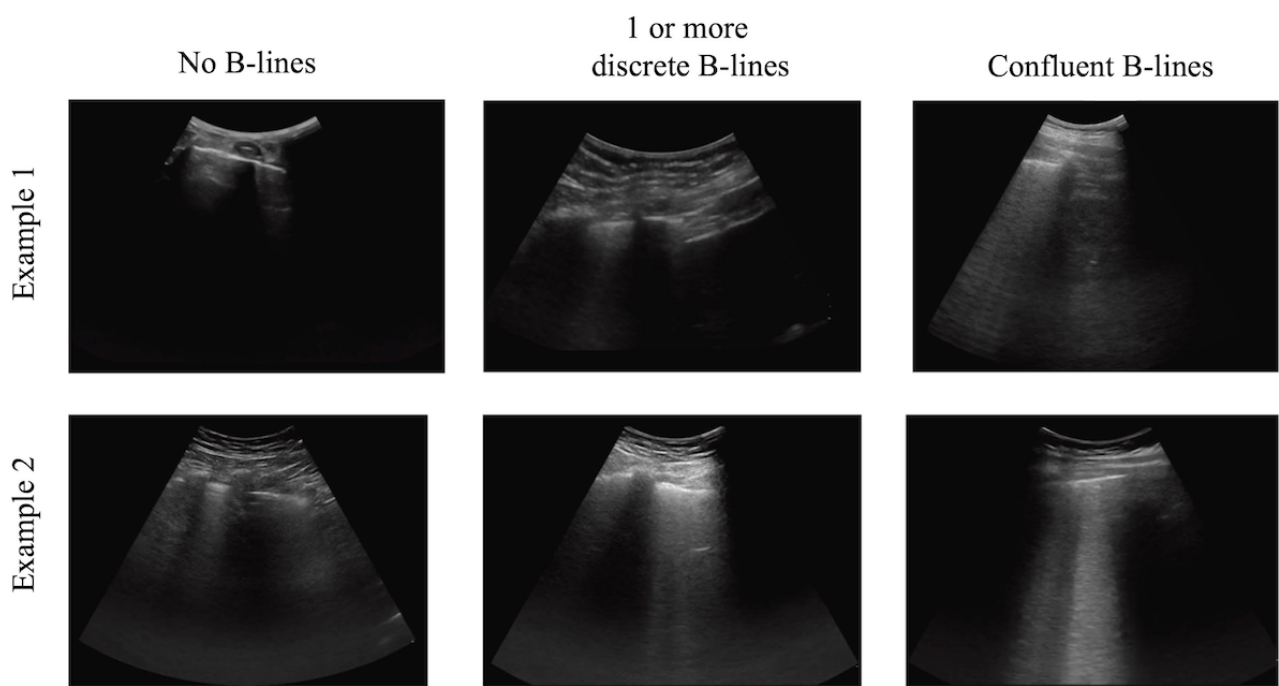 No B-lines
1 or more
discrete B-lines
Confluent B-lines
Example 1
Example 2